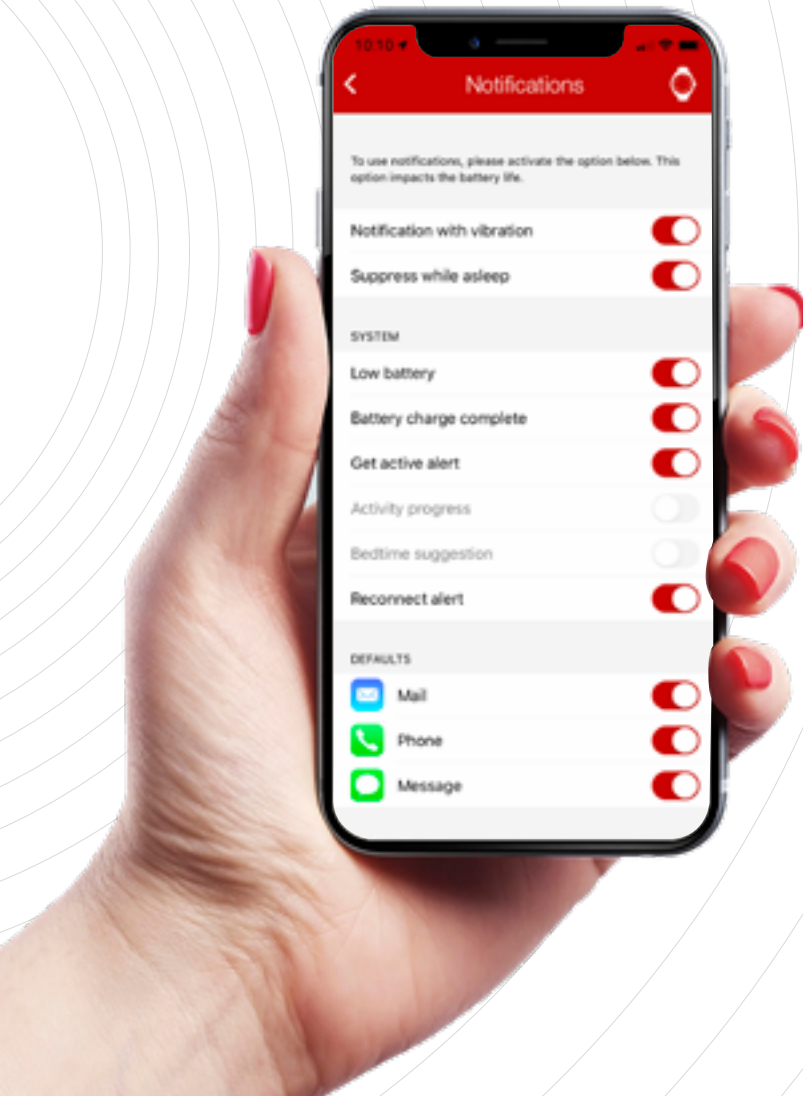 10:10
Notifications
To use notifications, please activate the option below. This
option impacts the battery life.
Notification with vibration
Suppress while asleep
SYSTEM
Low battery
Battery charge complete
Get active alert
Activity progress
Bedtime suggestion
Reconnect alert
DEFAULTS
Mail
Phone
Message